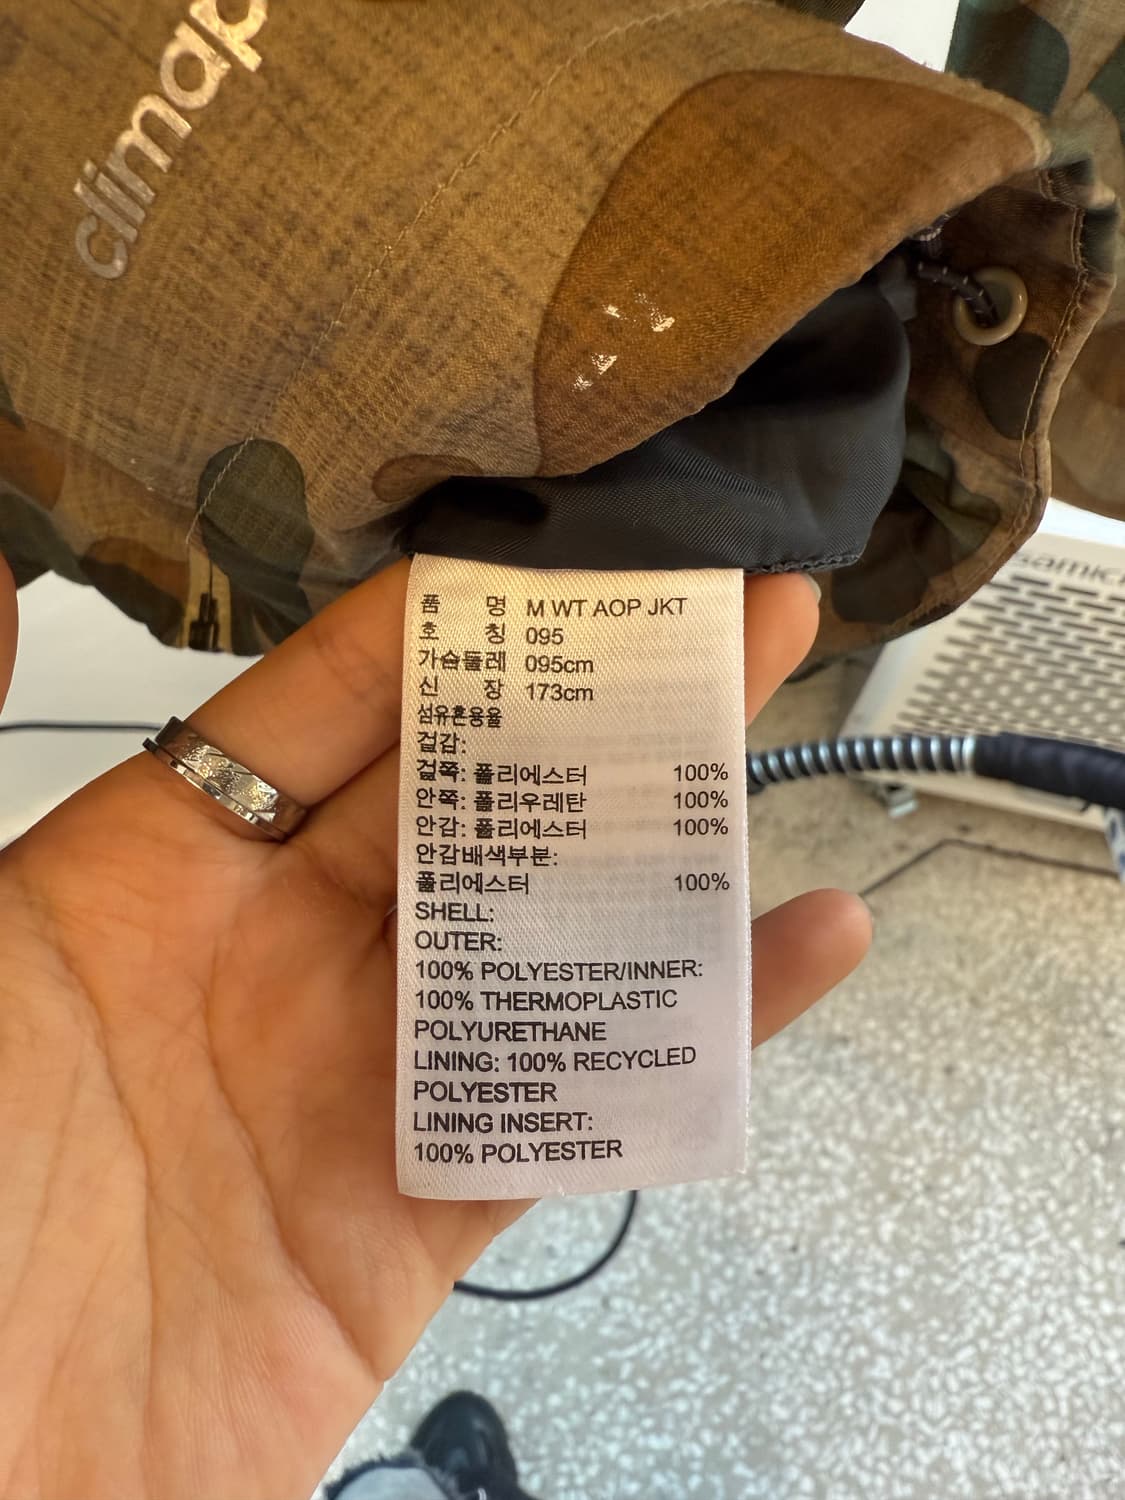 climap
품 명 M WT AOP JKT
호 칭 095
가슴둘레 095cm
신 장 173cm
섬유혼용율
겉감:
겉쪽: 폴리에스터 100%
안쪽: 폴리우레탄 100%
안감: 폴리에스터 100%
안감배색부분:
폴리에스터 100%
SHELL:
OUTER:
100% POLYESTER/INNER:
100% THERMOPLASTIC
POLYURETHANE
LINING: 100% RECYCLED
POLYESTER
LINING INSERT:
100% POLYESTER